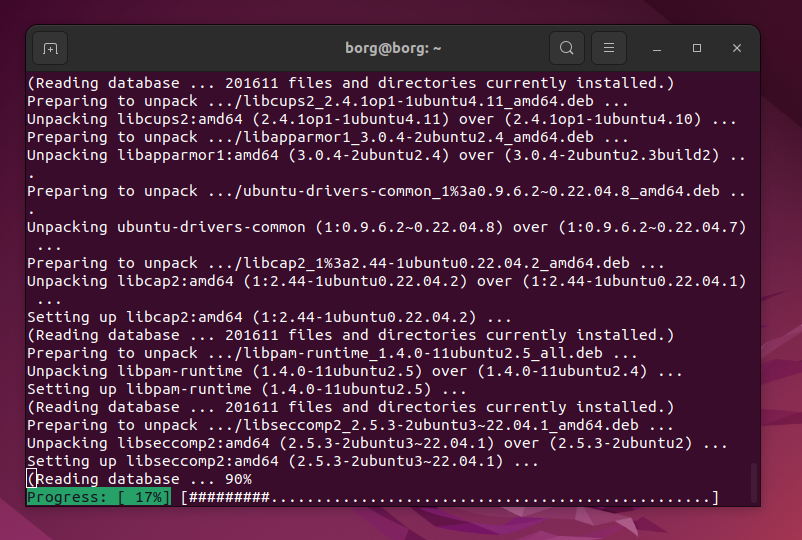 borg@borg: ~
(Reading database ... 201611 files and directories currently installed.)
Preparing to unpack .../libcups2_2.4.1op1-1ubuntu4.11_amd64.deb ...
Unpacking libcups2:amd64 (2.4.1op1-1ubuntu4.11) over (2.4.1op1-1ubuntu4.10) ...
Preparing to unpack .../libapparmor1_3.0.4-2ubuntu2.4_amd64.deb ...
Unpacking libapparmor1:amd64 (3.0.4-2ubuntu2.4) over (3.0.4-2ubuntu2.3build2) ..
.
Preparing to unpack .../ubuntu-drivers-common_1%3a0.9.6.2~0.22.04.8_amd64.deb ..
.
Unpacking ubuntu-drivers-common (1:0.9.6.2~0.22.04.8) over (1:0.9.6.2~0.22.04.7)
 ...
Preparing to unpack .../libcap2_1%3a2.44-1ubuntu0.22.04.2_amd64.deb ...
Unpacking libcap2:amd64 (1:2.44-1ubuntu0.22.04.2) over (1:2.44-1ubuntu0.22.04.1)
 ...
Setting up libcap2:amd64 (1:2.44-1ubuntu0.22.04.2) ...
(Reading database ... 201611 files and directories currently installed.)
Preparing to unpack .../libpam-runtime_1.4.0-11ubuntu2.5_all.deb ...
Unpacking libpam-runtime (1.4.0-11ubuntu2.5) over (1.4.0-11ubuntu2.4) ...
Setting up libpam-runtime (1.4.0-11ubuntu2.5) ...
(Reading database ... 201611 files and directories currently installed.)
Preparing to unpack .../libseccomp2_2.5.3-2ubuntu3~22.04.1_amd64.deb ...
Unpacking libseccomp2:amd64 (2.5.3-2ubuntu3~22.04.1) over (2.5.3-2ubuntu2) ...
Setting up libseccomp2:amd64 (2.5.3-2ubuntu3~22.04.1) ...
(Reading database ... 90%
Progress: [ 17%] [#########.................................................]